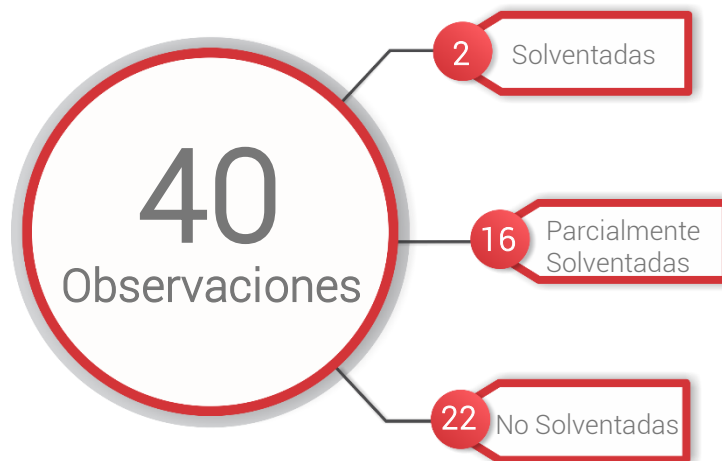 40
Observaciones
2
Solventadas
16
Parcialmente
Solventadas
22
No Solventadas